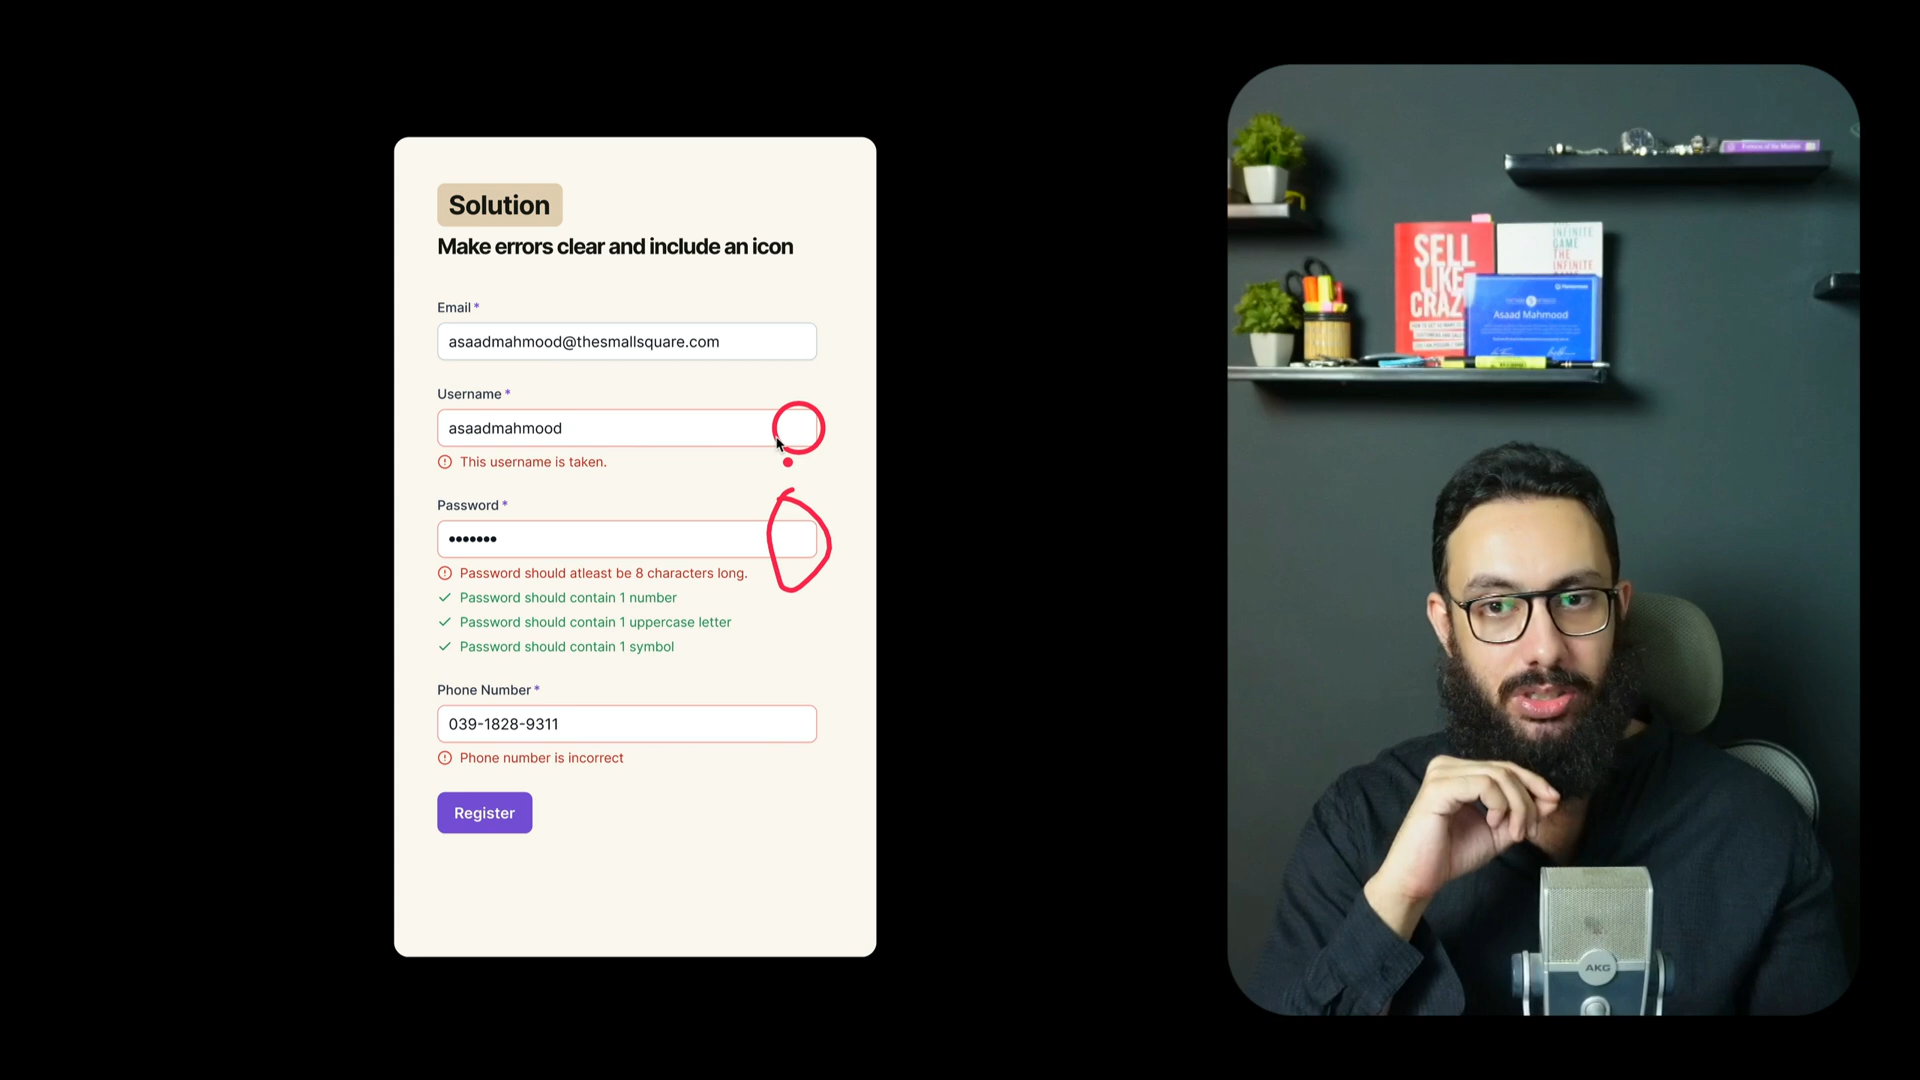 Solution
Make errors clear and include an icon
Email *
asaadmahmood@thesmallsquare.com
Username *
asaadmahmood
This username is taken.
Password *
•••••••
Password should atleast be 8 characters long.
Password should contain 1 number
Password should contain 1 uppercase letter
Password should contain 1 symbol
Phone Number *
039-1828-9311
Phone number is incorrect
Register
SELL
LIKE
CRAZ
INFINITE
GAME
THE
INFINITE
Asaad Mahmood
AKG